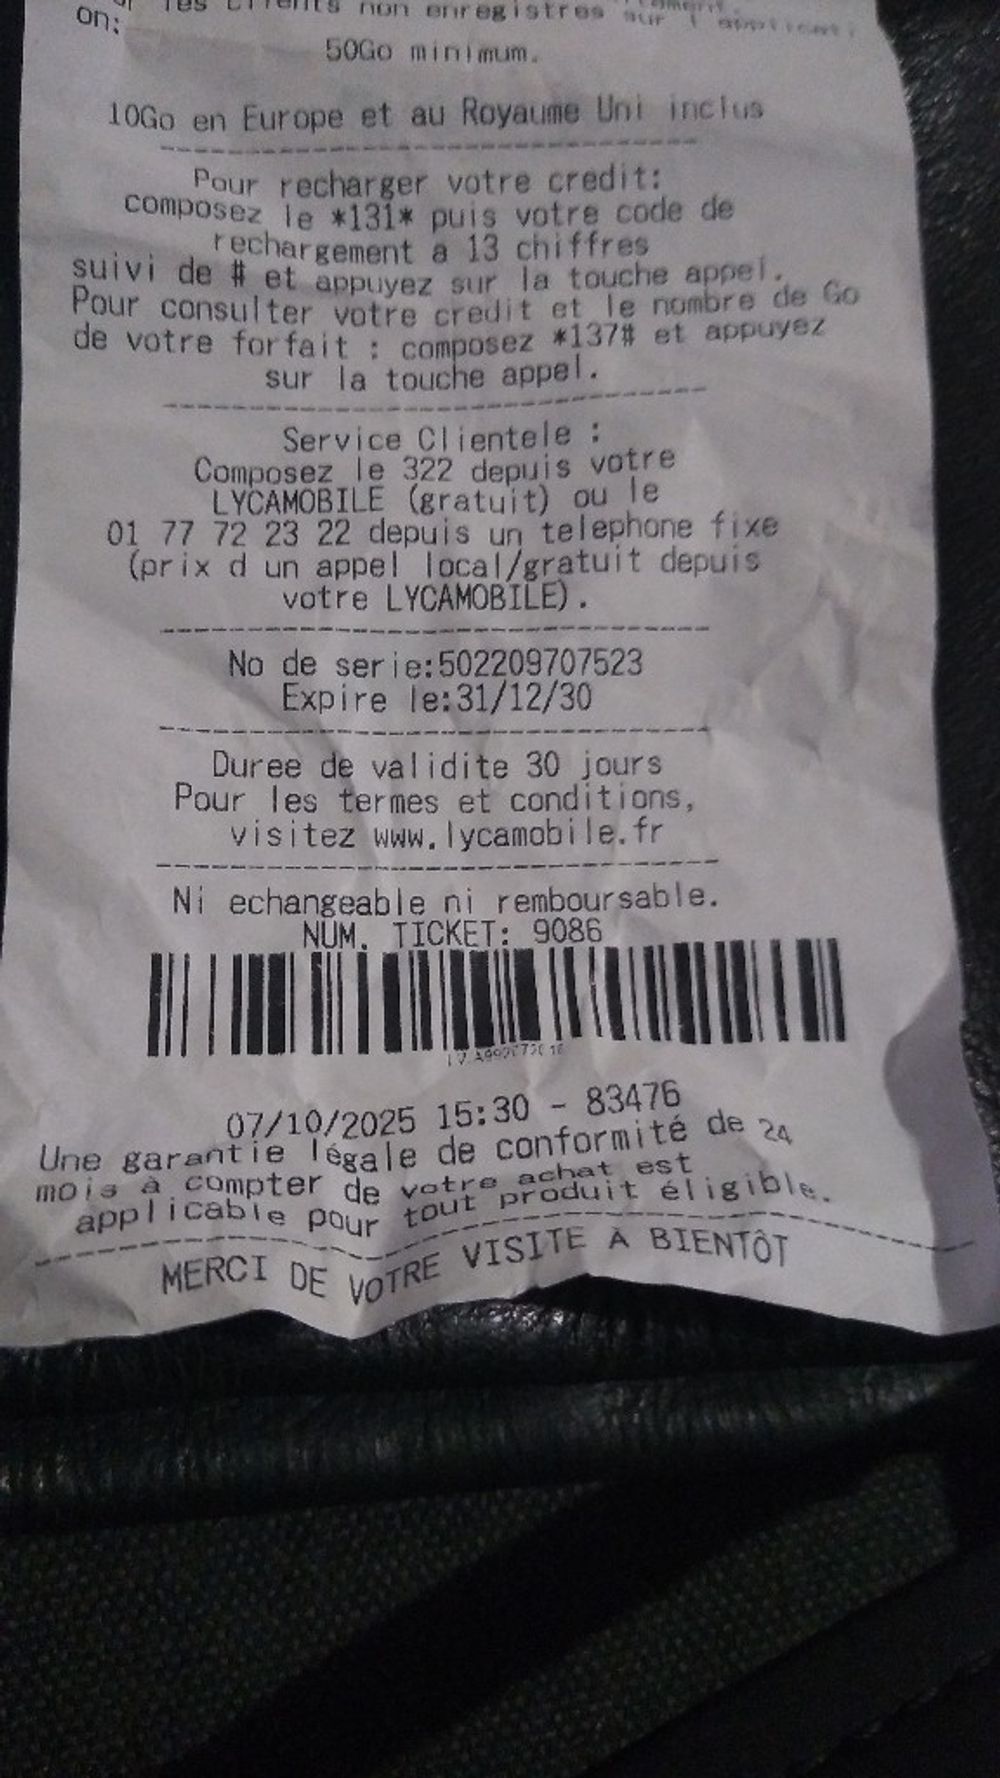 les clients non enregistres sur l applicati
on:
50Go minimum.
10Go en Europe et au Royaume Uni inclus
Pour recharger votre credit:
composez le *131* puis votre code de
rechargement a 13 chiffres
suivi de # et appuyez sur la touche appel.
Pour consulter votre credit et le nombre de Go
de votre forfait : composez *137# et appuyez
sur la touche appel.
Service Clientele :
Composez le 322 depuis votre
LYCAMOBILE (gratuit) ou le
01 77 72 23 22 depuis un telephone fixe
(prix d un appel local/gratuit depuis
votre LYCAMOBILE).
No de serie:502209707523
Expire le:31/12/30
Duree de validite 30 jours
Pour les termes et conditions,
visitez www.lycamobile.fr
Ni echangeable ni remboursable.
NUM. TICKET: 9086
07/10/2025 15:30 - 83476
Une garantie légale de conformité de 24
mois à compter de votre achat est
applicable pour tout produit éligible.
MERCI DE VOTRE VISITE À BIENTÔT